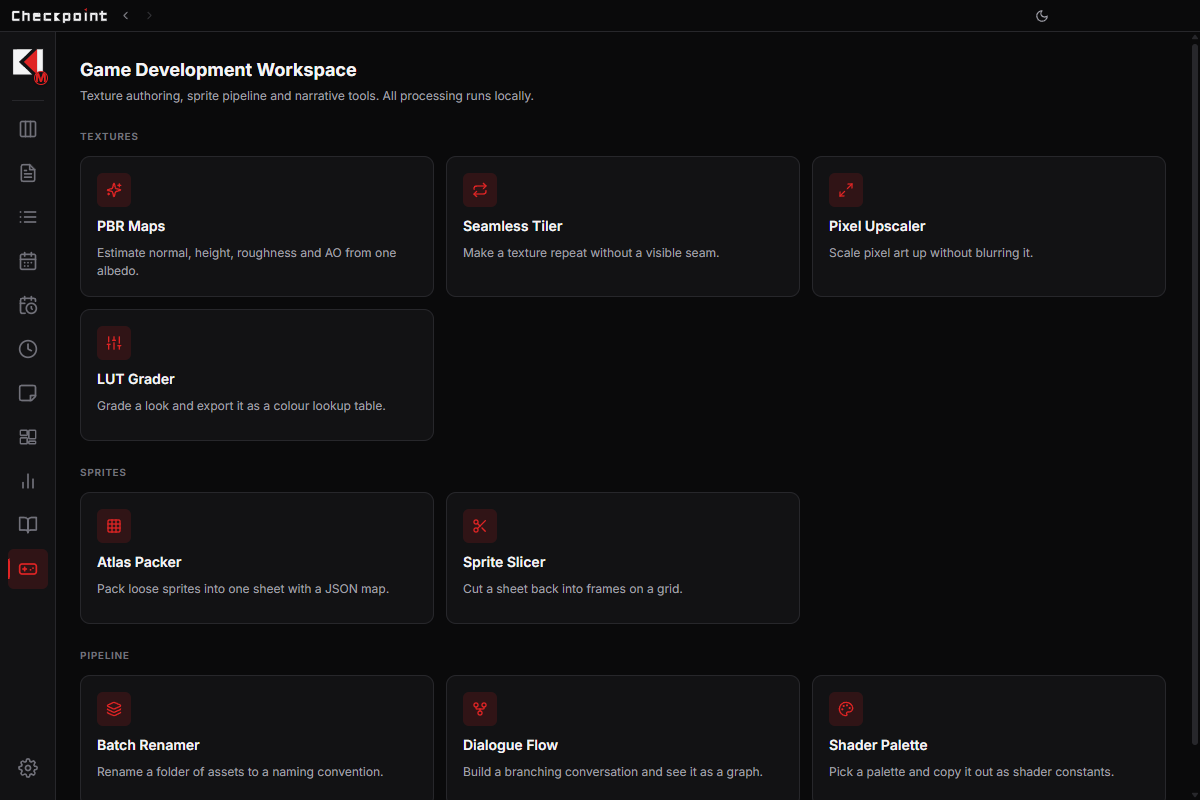 Checkpoint
M
Game Development Workspace
Texture authoring, sprite pipeline and narrative tools. All processing runs locally.
TEXTURES
PBR Maps
Estimate normal, height, roughness and AO from one
albedo.
Seamless Tiler
Make a texture repeat without a visible seam.
Pixel Upscaler
Scale pixel art up without blurring it.
LUT Grader
Grade a look and export it as a colour lookup table.
SPRITES
Atlas Packer
Pack loose sprites into one sheet with a JSON map.
Sprite Slicer
Cut a sheet back into frames on a grid.
PIPELINE
Batch Renamer
Rename a folder of assets to a naming convention.
Dialogue Flow
Build a branching conversation and see it as a graph.
Shader Palette
Pick a palette and copy it out as shader constants.